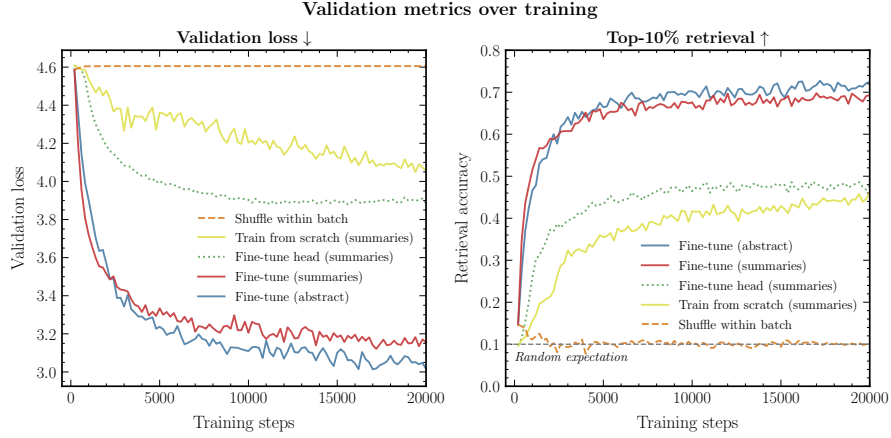 Validation metrics over training
Validation loss ↓
Validation loss
4.6
4.4
4.2
4.0
3.8
3.6
3.4
3.2
3.0
Shuffle within batch
Train from scratch (summaries)
Fine-tune head (summaries)
Fine-tune (summaries)
Fine-tune (abstract)
0
5000
10000
15000
20000
Training steps
Top-10% retrieval ↑
Retrieval accuracy
0.8
0.7
0.6
0.5
0.4
0.3
0.2
0.1
0.0
Fine-tune (abstract)
Fine-tune (summaries)
Fine-tune head (summaries)
Train from scratch (summaries)
Shuffle within batch
Random expectation
0
5000
10000
15000
20000
Training steps